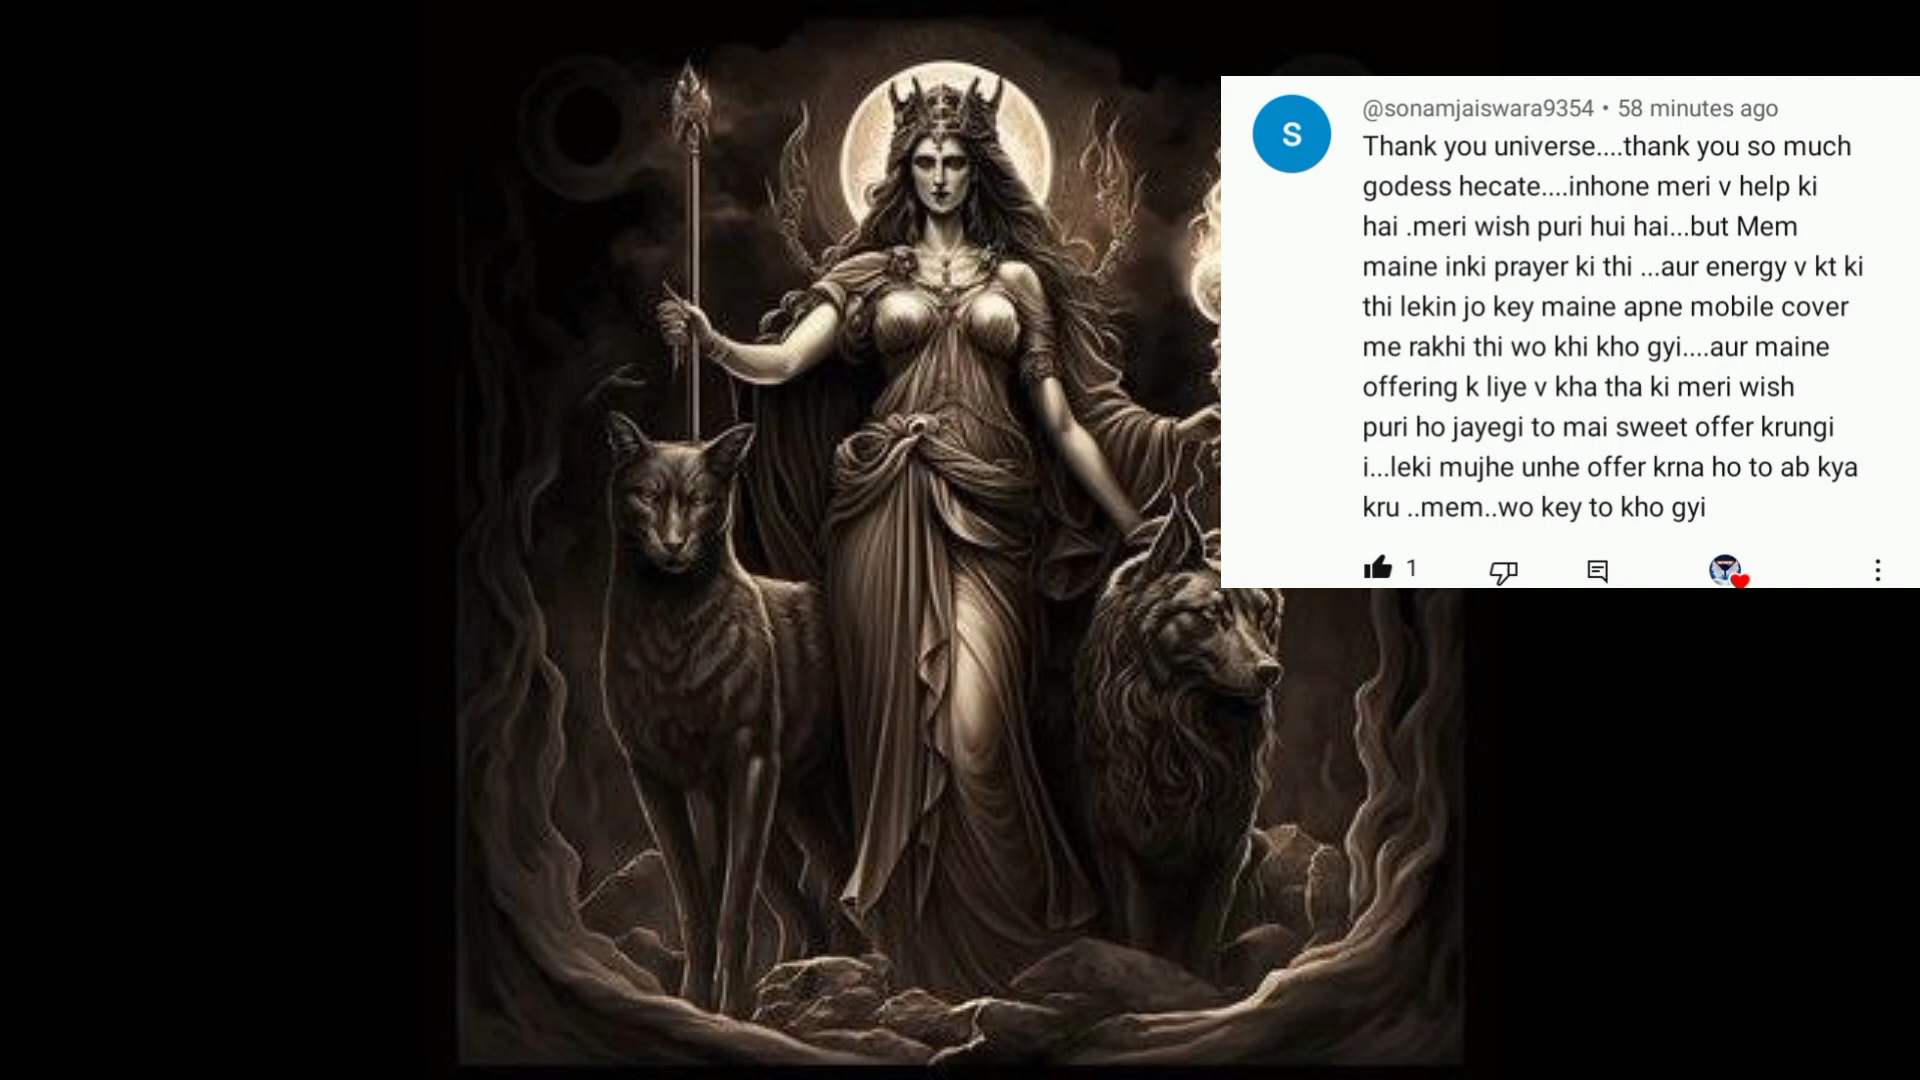 S
@sonamjaiswara9354 • 58 minutes ago
Thank you universe....thank you so much
godess hecate....inhone meri v help ki
hai .meri wish puri hui hai...but Mem
maine inki prayer ki thi ...aur energy v kt ki
thi lekin jo key maine apne mobile cover
me rakhi thi wo khi kho gyi....aur maine
offering k liye v kha tha ki meri wish
puri ho jayegi to mai sweet offer krungi
i...leki mujhe unhe offer krna ho to ab kya
kru ..mem..wo key to kho gyi
1